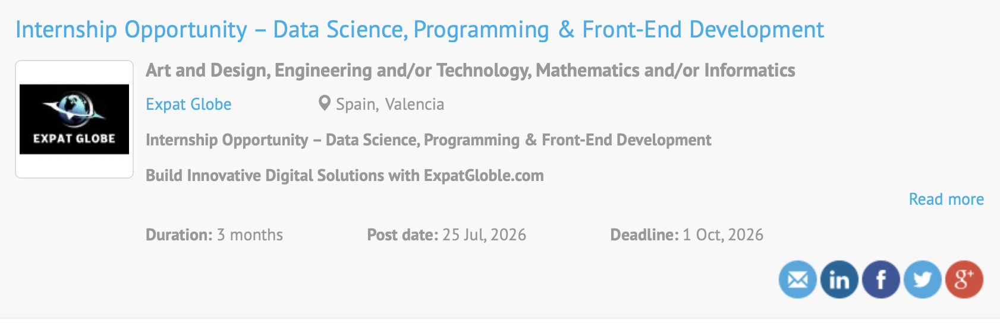 Internship Opportunity – Data Science, Programming & Front-End Development
Art and Design, Engineering and/or Technology, Mathematics and/or Informatics
EXPAT GLOBE
Expat Globe Spain, Valencia
Internship Opportunity – Data Science, Programming & Front-End Development
Build Innovative Digital Solutions with ExpatGloble.com
Read more
Duration: 3 months Post date: 25 Jul, 2026 Deadline: 1 Oct, 2026
in f g+